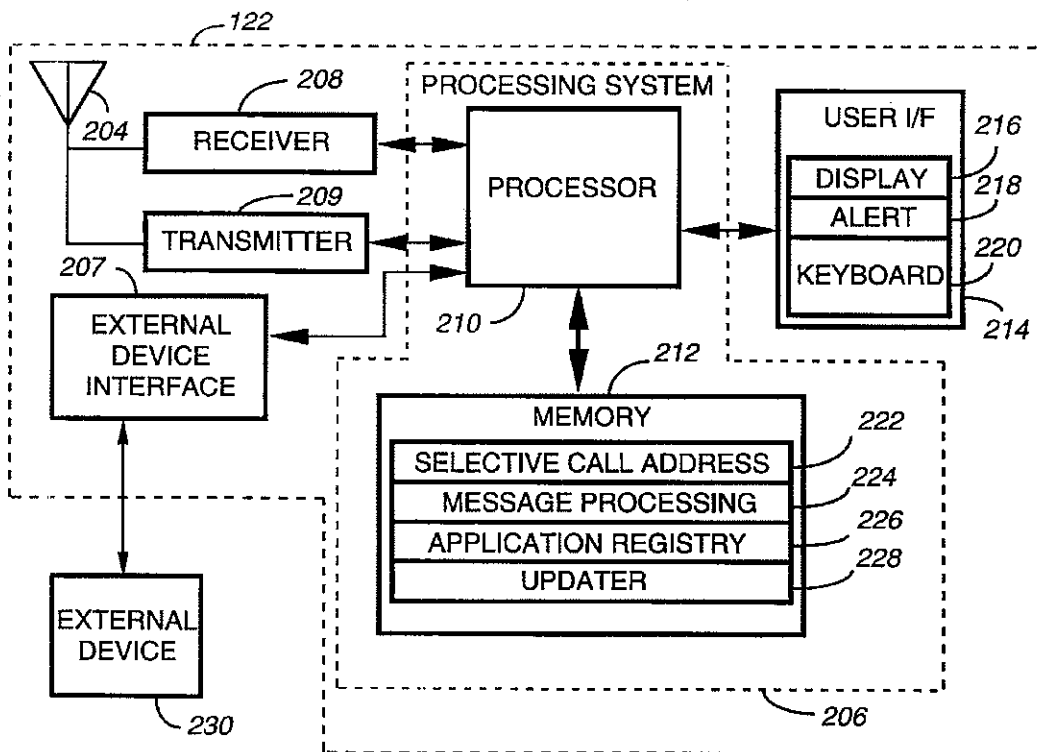 122
204
208
RECEIVER
209
TRANSMITTER
207
EXTERNAL
DEVICE
INTERFACE
EXTERNAL
DEVICE
230
PROCESSING SYSTEM
PROCESSOR
210
USER I/F
DISPLAY
ALERT
KEYBOARD
216
218
220
214
212
MEMORY
SELECTIVE CALL ADDRESS
MESSAGE PROCESSING
APPLICATION REGISTRY
UPDATER
222
224
226
228
206